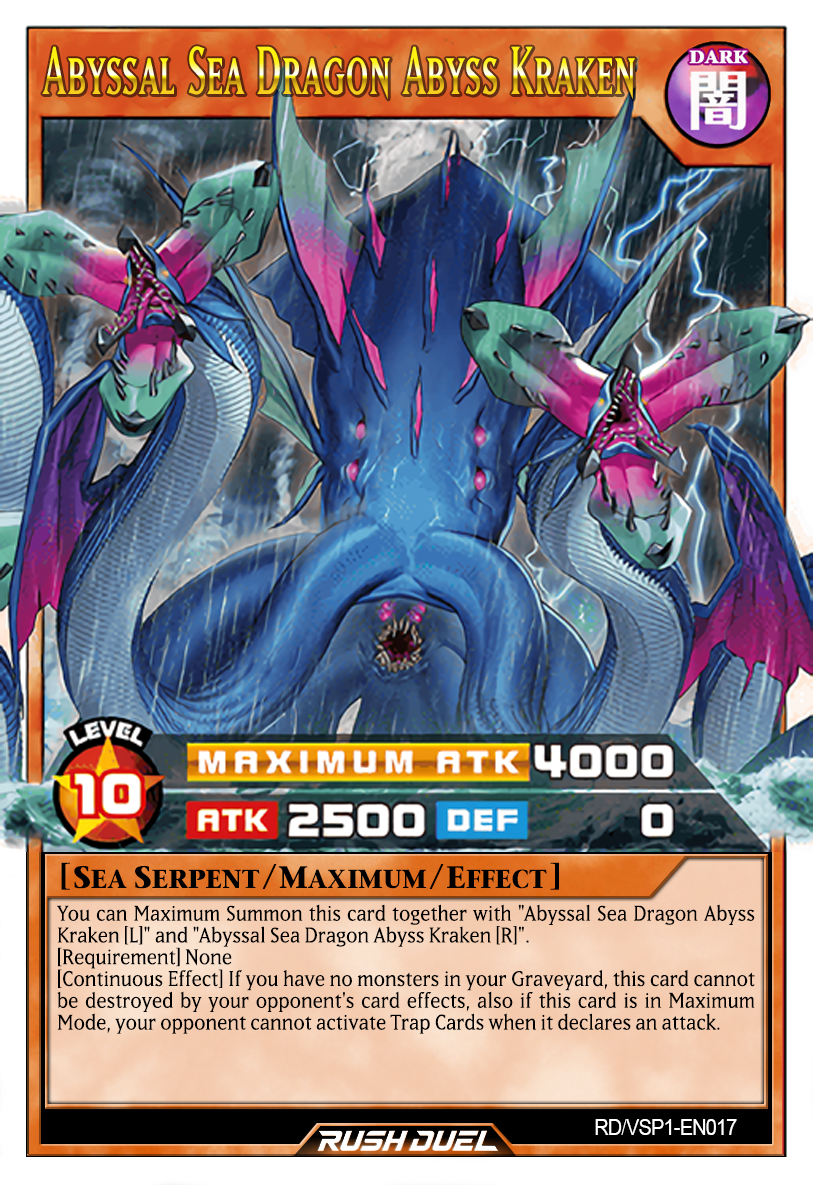 Abyssal Sea Dragon Abyss Kraken
DARK
闇
LEVEL
10
MAXIMUM ATK 4000
ATK 2500 DEF 0
[Sea Serpent/Maximum/Effect]
You can Maximum Summon this card together with "Abyssal Sea Dragon Abyss
Kraken [L]" and "Abyssal Sea Dragon Abyss Kraken [R]".
[Requirement] None
[Continuous Effect] If you have no monsters in your Graveyard, this card cannot
be destroyed by your opponent's card effects, also if this card is in Maximum
Mode, your opponent cannot activate Trap Cards when it declares an attack.
RD/VSP1-EN017
RUSH DUEL